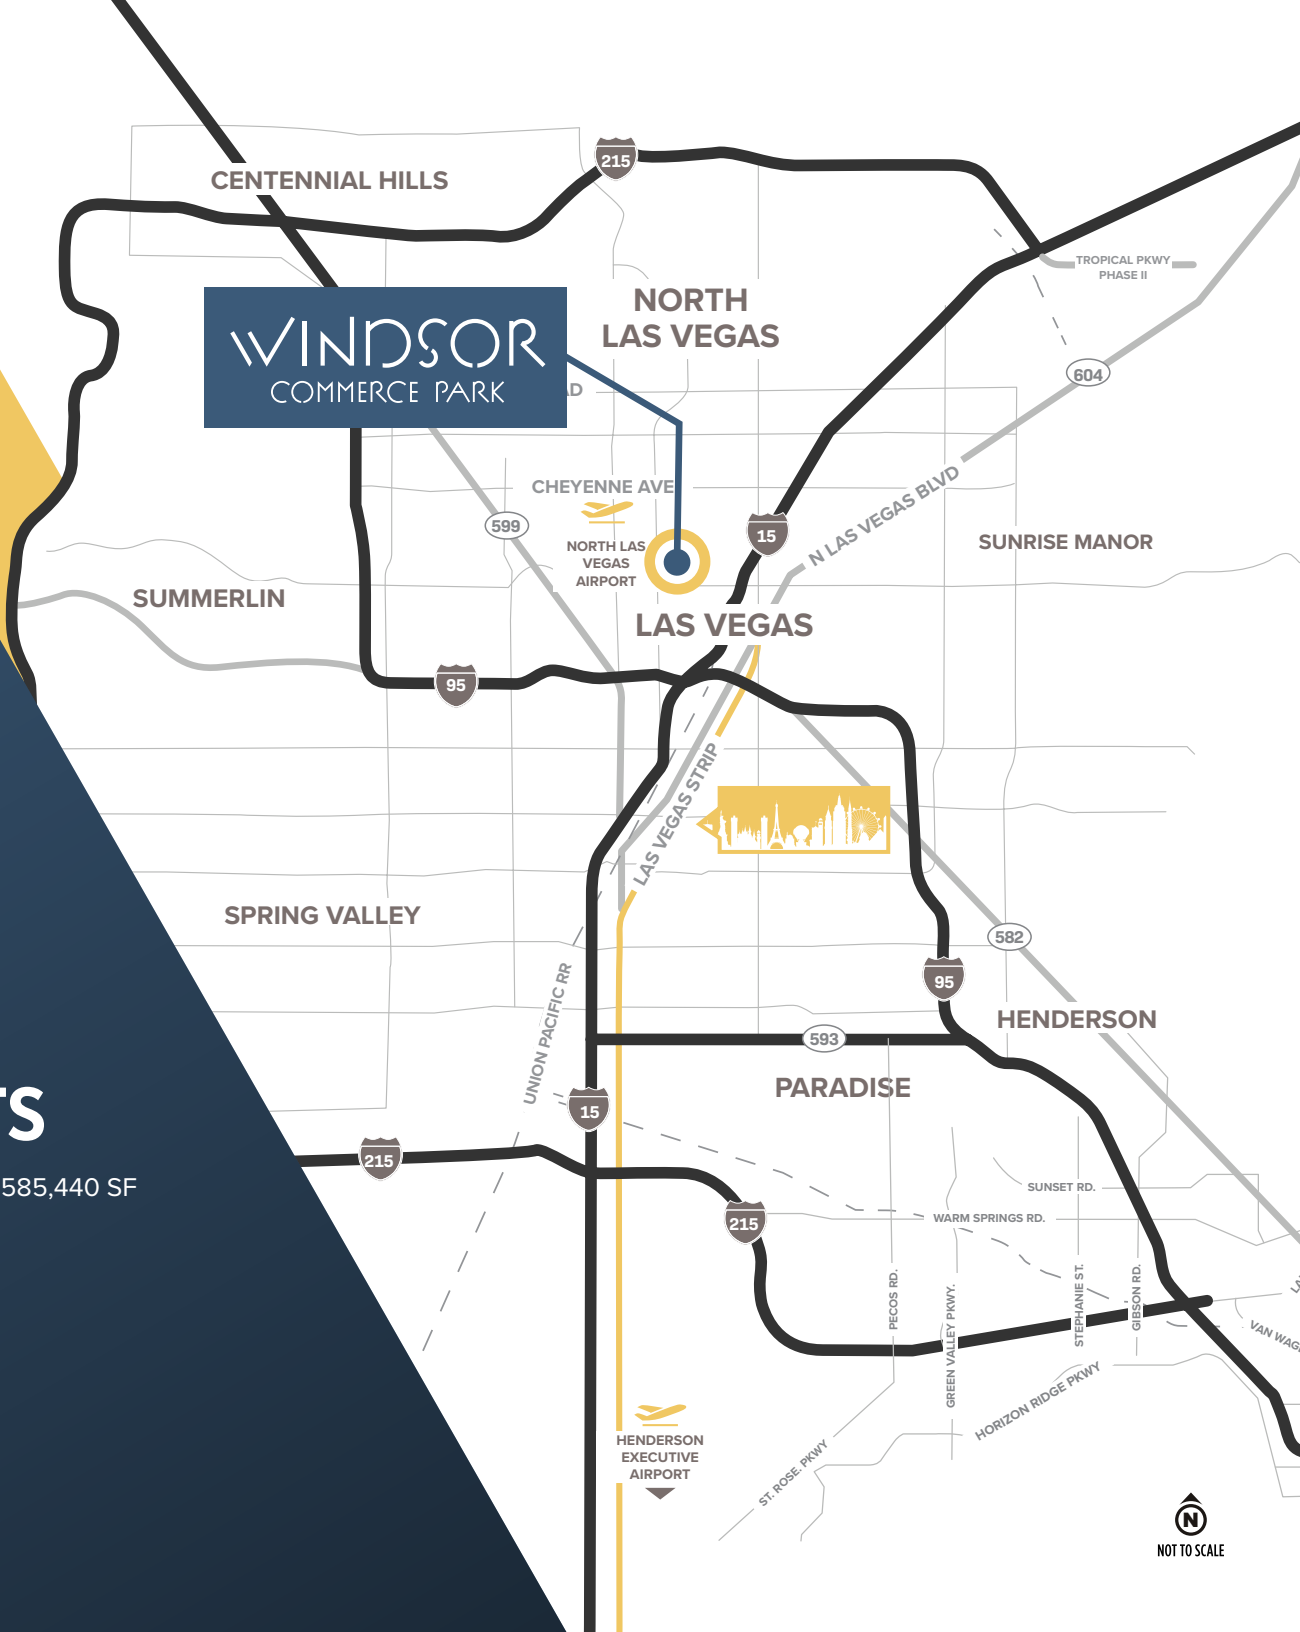 215
CENTENNIAL HILLS
TROPICAL PKWY
PHASE II
NORTH
LAS VEGAS
WINDSOR
COMMERCE PARK
604
CHEYENNE AVE
N LAS VEGAS BLVD
599
15
NORTH LAS
VEGAS
AIRPORT
SUNRISE MANOR
SUMMERLIN
LAS VEGAS
95
LAS VEGAS STRIP
SPRING VALLEY
582
95
UNION PACIFIC RR
HENDERSON
593
PARADISE
TS
15
215
585,440 SF
SUNSET RD.
215
WARM SPRINGS RD.
PECOS RD.
GREEN VALLEY PKWY.
STEPHANIE ST.
GIBSON RD.
VAN WAG
HORIZON RIDGE PKWY
HENDERSON
EXECUTIVE
AIRPORT
ST. ROSE. PKWY
N
NOT TO SCALE